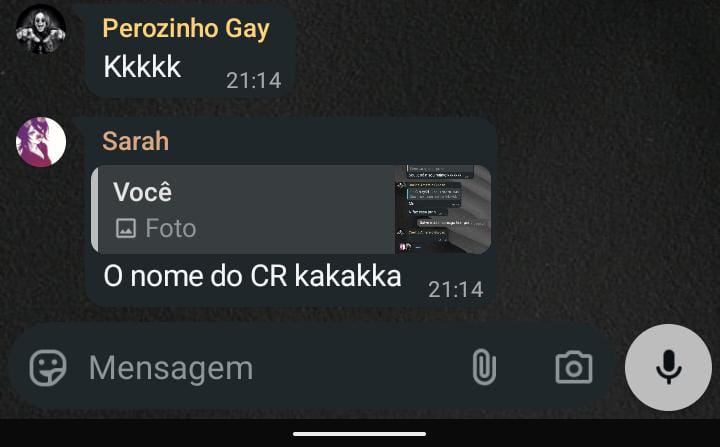 Perozinho Gay
Kkkkk
21:14
Sarah
Você
Foto
O nome do CR kakakka
21:14
Mensagem